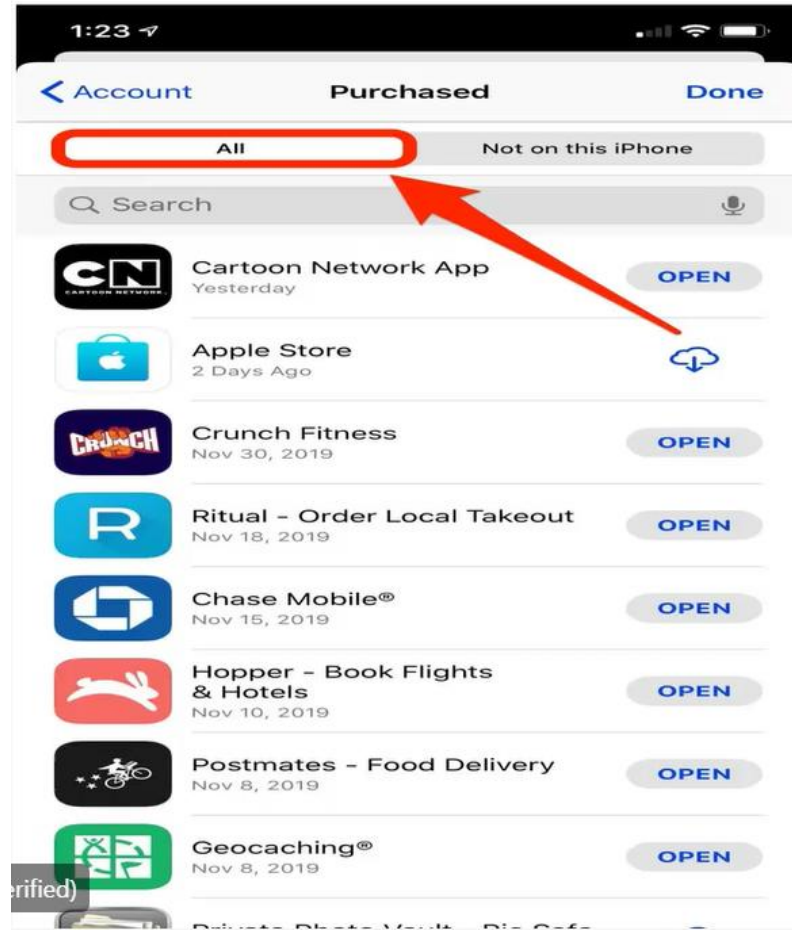 1:23
Account Purchased Done
All Not on this iPhone
Search
CN
CARTOON NETWORK.
Cartoon Network App
Yesterday
OPEN
Apple Store
2 Days Ago
CRUNCH
Crunch Fitness
Nov 30, 2019
OPEN
R
Ritual – Order Local Takeout
Nov 18, 2019
OPEN
Chase Mobile®
Nov 15, 2019
OPEN
Hopper – Book Flights
& Hotels
Nov 10, 2019
OPEN
Postmates – Food Delivery
Nov 8, 2019
OPEN
Geocaching®
Nov 8, 2019
OPEN
erified)